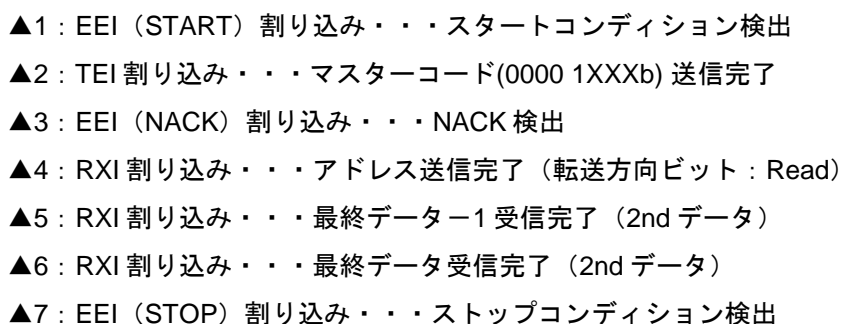 ▲1：EEI（START）割り込み・・・スタートコンディション検出
▲2：TEI 割り込み・・・マスターコード(0000 1XXXb) 送信完了
▲3：EEI（NACK）割り込み・・・NACK 検出
▲4：RXI 割り込み・・・アドレス送信完了（転送方向ビット：Read）
▲5：RXI 割り込み・・・最終データ－1 受信完了（2nd データ）
▲6：RXI 割り込み・・・最終データ受信完了（2nd データ）
▲7：EEI（STOP）割り込み・・・ストップコンディション検出